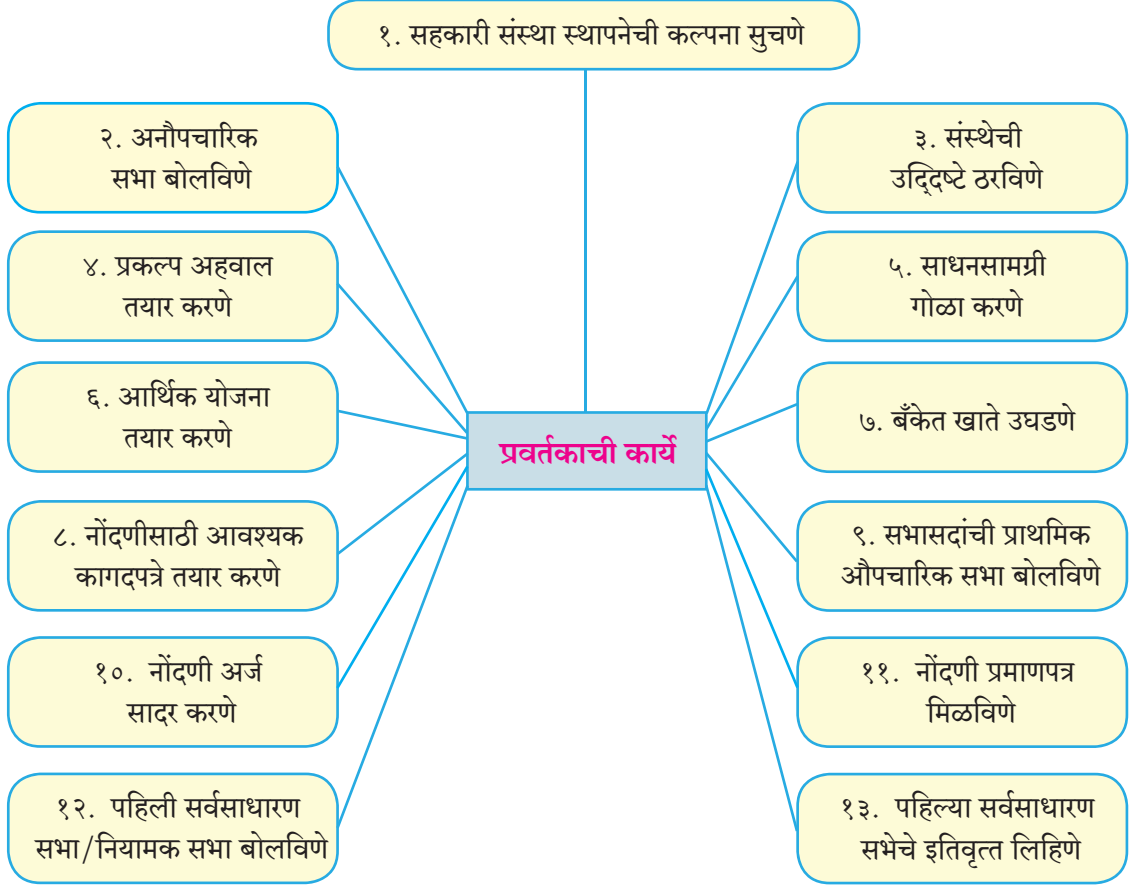 १. सहकारी संस्था स्थापनेची कल्पना सुचणे
२. अनौपचारिक
सभा बोलविणे
३. संस्थेची
उद्दिष्टे ठरविणे
४. प्रकल्प अहवाल
तयार करणे
५. साधनसामग्री
गोळा करणे
६. आर्थिक योजना
तयार करणे
७. बँकेत खाते उघडणे
प्रवर्तकाची कार्ये
८. नोंदणीसाठी आवश्यक
कागदपत्रे तयार करणे
९. सभासदांची प्राथमिक
औपचारिक सभा बोलविणे
१०. नोंदणी अर्ज
सादर करणे
११. नोंदणी प्रमाणपत्र
मिळविणे
१२. पहिली सर्वसाधारण
सभा/नियामक सभा बोलविणे
१३. पहिल्या सर्वसाधारण
सभेचे इतिवृत्त लिहिणे